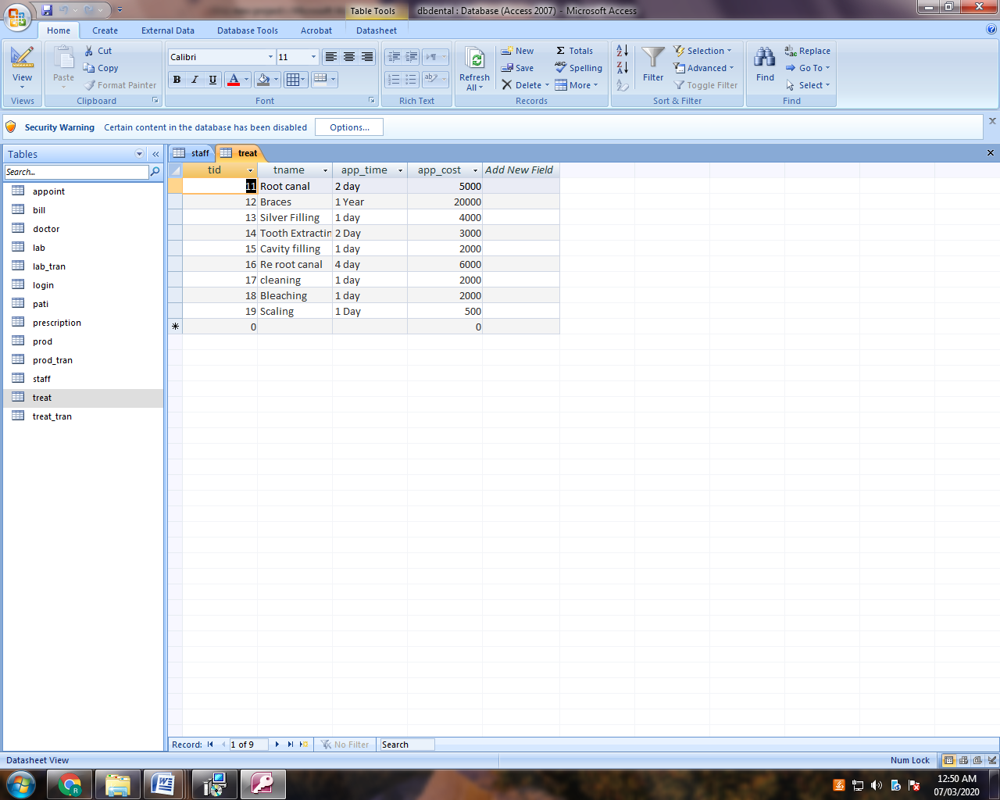 Table Tools dbdental : Database (Access 2007) - Microsoft Access
Home Create External Data Database Tools Acrobat Datasheet
View
Views
Paste
Cut
Copy
Format Painter
Clipboard
Calibri 11
B I U A
Font
Rich Text
Refresh All
New Totals
Save Spelling
Delete More
Records
Filter
Selection
Advanced
Toggle Filter
Sort & Filter
Find
Replace
Go To
Select
Find
Security Warning Certain content in the database has been disabled Options...
Tables
Search...
appoint
bill
doctor
lab
lab_tran
login
pati
prescription
prod
prod_tran
staff
treat
treat_tran
staff treat
tid tname app_time app_cost Add New Field
11 Root canal 2 day 5000
12 Braces 1 Year 20000
13 Silver Filling 1 day 4000
14 Tooth Extractin 2 Day 3000
15 Cavity filling 1 day 2000
16 Re root canal 4 day 6000
17 cleaning 1 day 2000
18 Bleaching 1 day 2000
19 Scaling 1 Day 500
0 0
Record: 1 of 9 No Filter Search
Datasheet View Num Lock
12:50 AM
07/03/2020